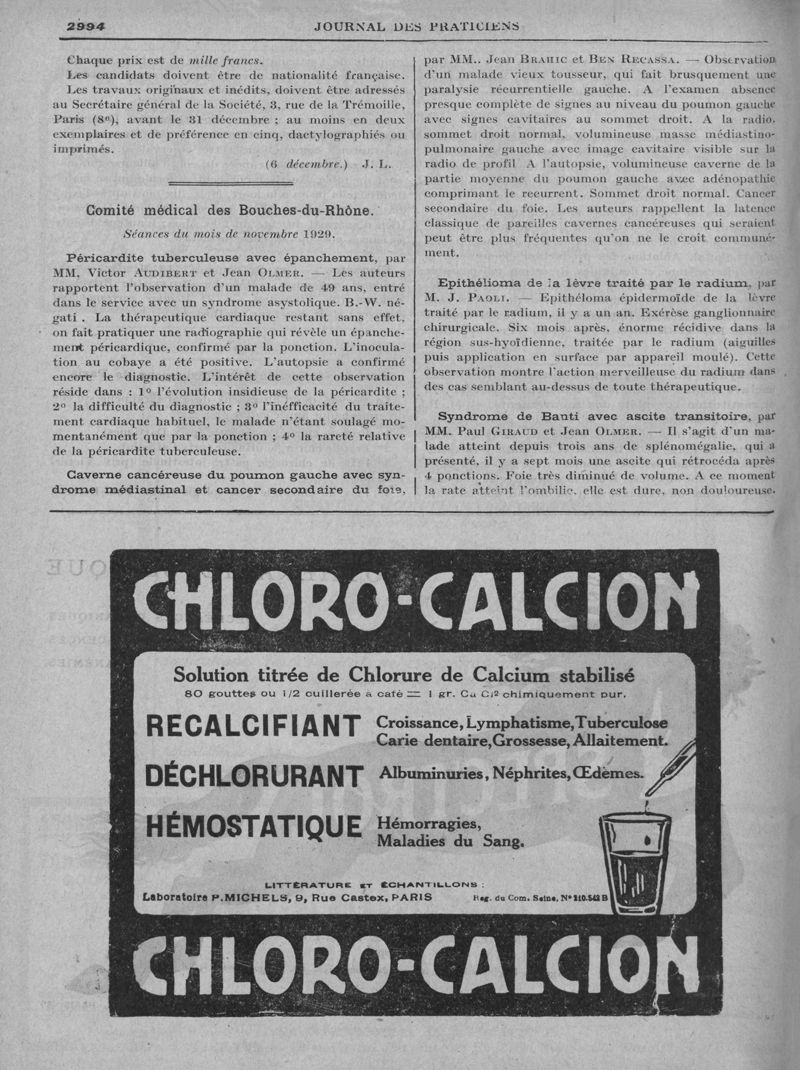 2994
JOURNAL DES PRATICIENS
Chaque prix est de mille francs.
Les candidats doivent être de nationalité française.
Les travaux originaux et inédits, doivent être adressés
au Secrétaire général de la Société, 3, rue de la Trémoille,
Paris (8e), avant le 31 décembre ; au moins en deux
exemplaires et de préférence en cinq, dactylographiés ou
imprimés.
(6 décembre.) J. L.
Comité médical des Bouches-du-Rhône.
Séances du mois de novembre 1929.
Péricardite tuberculeuse avec épanchement, par
MM. Victor AUDIBERT et Jean OLMER. — Les auteurs
rapportent l'observation d'un malade de 49 ans, entré
dans le service avec un syndrome asystolique. B.-W. né-
gati . La thérapeutique cardiaque restant sans effet,
on fait pratiquer une radiographie qui révèle un épanche-
ment péricardique, confirmé par la ponction. L'inocula-
tion au cobaye a été positive. L'autopsie a confirmé
encore le diagnostic. L'intérêt de cette observation
réside dans : 1º l'évolution insidieuse de la péricardite ;
2º la difficulté du diagnostic ; 3º l'inéfficacité du traite-
ment cardiaque habituel, le malade n'étant soulagé mo-
mentanément que par la ponction ; 4º la rareté relative
de la péricardite tuberculeuse.
Caverne cancéreuse du poumon gauche avec syn-
drome médiastinal et cancer secondaire du foie,
par MM.. Jean BRAHIC et BEN RECASSA. — Observation
d'un malade vieux tousseur, qui fait brusquement une
paralysie récurrentielle gauche. A l'examen absence
presque complète de signes au niveau du poumon gauche
avec signes cavitaires au sommet droit. A la radio,
sommet droit normal, volumineuse masse médiastino-
pulmonaire gauche avec image cavitaire visible sur la
radio de profil A l'autopsie, volumineuse caverne de la
partie moyenne du poumon gauche avec adénopathie
comprimant le recurrent. Sommet droit normal. Cancer
secondaire du foie. Les auteurs rappellent la latence
classique de pareilles cavernes cancéreuses qui seraient
peut être plus fréquentes qu'on ne le croit communé-
ment.
Epithélioma de la lèvre traité par le radium, par
M. J. PAOLI. — Epithéloma épidermoïde de la lèvre
traité par le radium, il y a un an. Exérèse ganglionnaire
chirurgicale. Six mois après, énorme récidive dans la
région sus-hyoïdienne, traitée par le radium (aiguilles
puis application en surface par appareil moulé). Cette
observation montre l'action merveilleuse du radium dans
des cas semblant au-dessus de toute thérapeutique.
Syndrome de Banti avec ascite transitoire, par
MM. Paul GIRAUD et Jean OLMER. — Il s'agit d'un ma-
lade atteint depuis trois ans de splénomégalie, qui a
présenté, il y a sept mois une ascite qui rétrocéda après
4 ponctions. Foie très diminué de volume. A ce moment
la rate atteint l'ombilic, elle est dure, non douloureuse.
CHLORO-CALCION
Solution titrée de Chlorure de Calcium stabilisé
80 gouttes ou 1/2 cuillerée à café = 1 gr. Ca Cl² chimiquement pur.
RECALCIFIANT Croissance, Lymphatisme, Tuberculose
Carie dentaire, Grossesse, Allaitement.
DÉCHLORURANT Albuminuries, Néphrites, Œdèmes.
HÉMOSTATIQUE Hémorragies,
Maladies du Sang.
LITTÉRATURE ET ÉCHANTILLONS :
Laboratoire P. MICHELS, 9, Rue Castex, PARIS Reg. du Com. Seine, Nº 210.542 B
CHLORO-CALCION